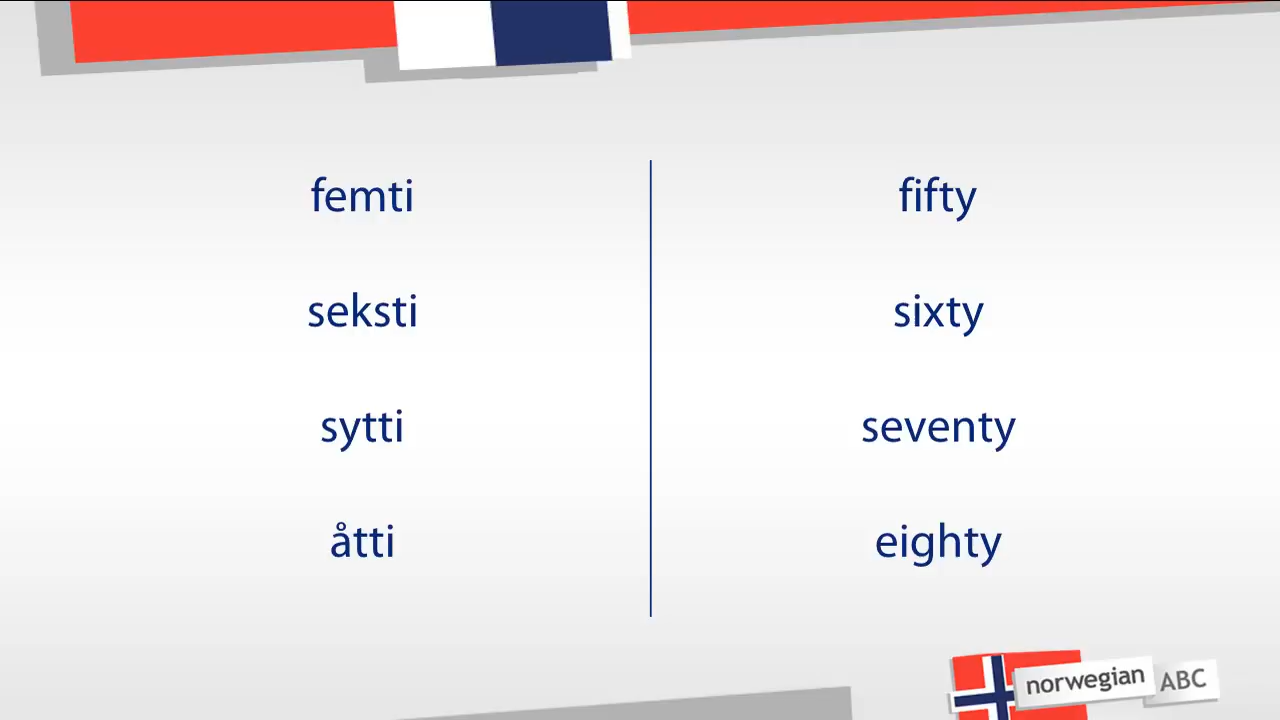 femti fifty
seksti sixty
sytti seventy
åtti eighty
norwegian ABC